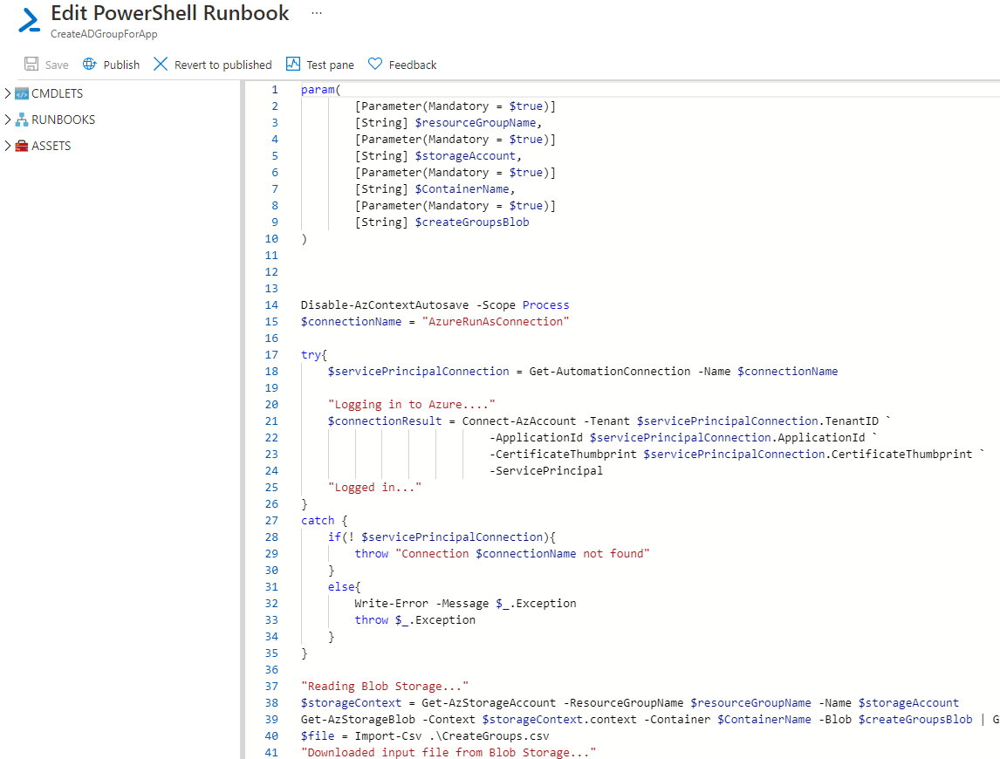 Edit PowerShell Runbook ...
CreateADGroupForApp
Save Publish Revert to published Test pane Feedback
CMDLETS
RUNBOOKS
ASSETS
1 param(
2 [Parameter(Mandatory = $true)]
3 [String] $resourceGroupName,
4 [Parameter(Mandatory = $true)]
5 [String] $storageAccount,
6 [Parameter(Mandatory = $true)]
7 [String] $ContainerName,
8 [Parameter(Mandatory = $true)]
9 [String] $createGroupsBlob
10 )
11
12
13
14 Disable-AzContextAutosave -Scope Process
15 $connectionName = "AzureRunAsConnection"
16
17 try{
18 $servicePrincipalConnection = Get-AutomationConnection -Name $connectionName
19
20 "Logging in to Azure...."
21 $connectionResult = Connect-AzAccount -Tenant $servicePrincipalConnection.TenantID `
22 -ApplicationId $servicePrincipalConnection.ApplicationId `
23 -CertificateThumbprint $servicePrincipalConnection.CertificateThumbprint `
24 -ServicePrincipal
25 "Logged in..."
26 }
27 catch {
28 if(! $servicePrincipalConnection){
29 throw "Connection $connectionName not found"
30 }
31 else{
32 Write-Error -Message $_.Exception
33 throw $_.Exception
34 }
35 }
36
37 "Reading Blob Storage..."
38 $storageContext = Get-AzStorageAccount -ResourceGroupName $resourceGroupName -Name $storageAccount
39 Get-AzStorageBlob -Context $storageContext.context -Container $ContainerName -Blob $createGroupsBlob | G
40 $file = Import-Csv .\CreateGroups.csv
41 "Downloaded input file from Blob Storage..."